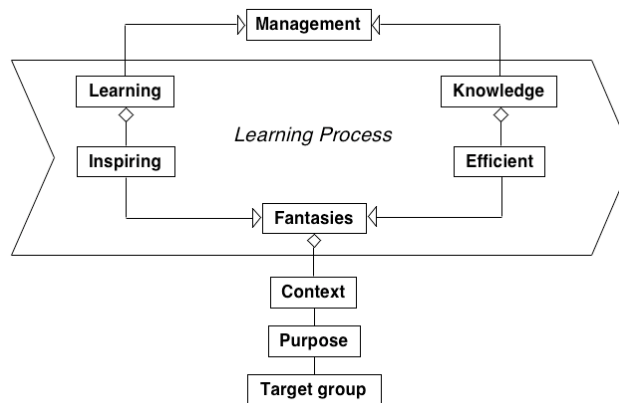 Management
Learning
Knowledge
Learning Process
Inspiring
Efficient
Fantasies
Context
Purpose
Target group